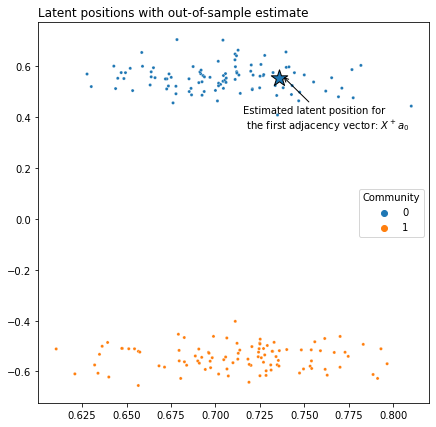 Latent positions with out-of-sample estimate
0.6
0.4
0.2
0.0
−0.2
−0.4
−0.6
Estimated latent position for
the first adjacency vector: X⁺a₀
Community
0
1
0.625 0.650 0.675 0.700 0.725 0.750 0.775 0.800